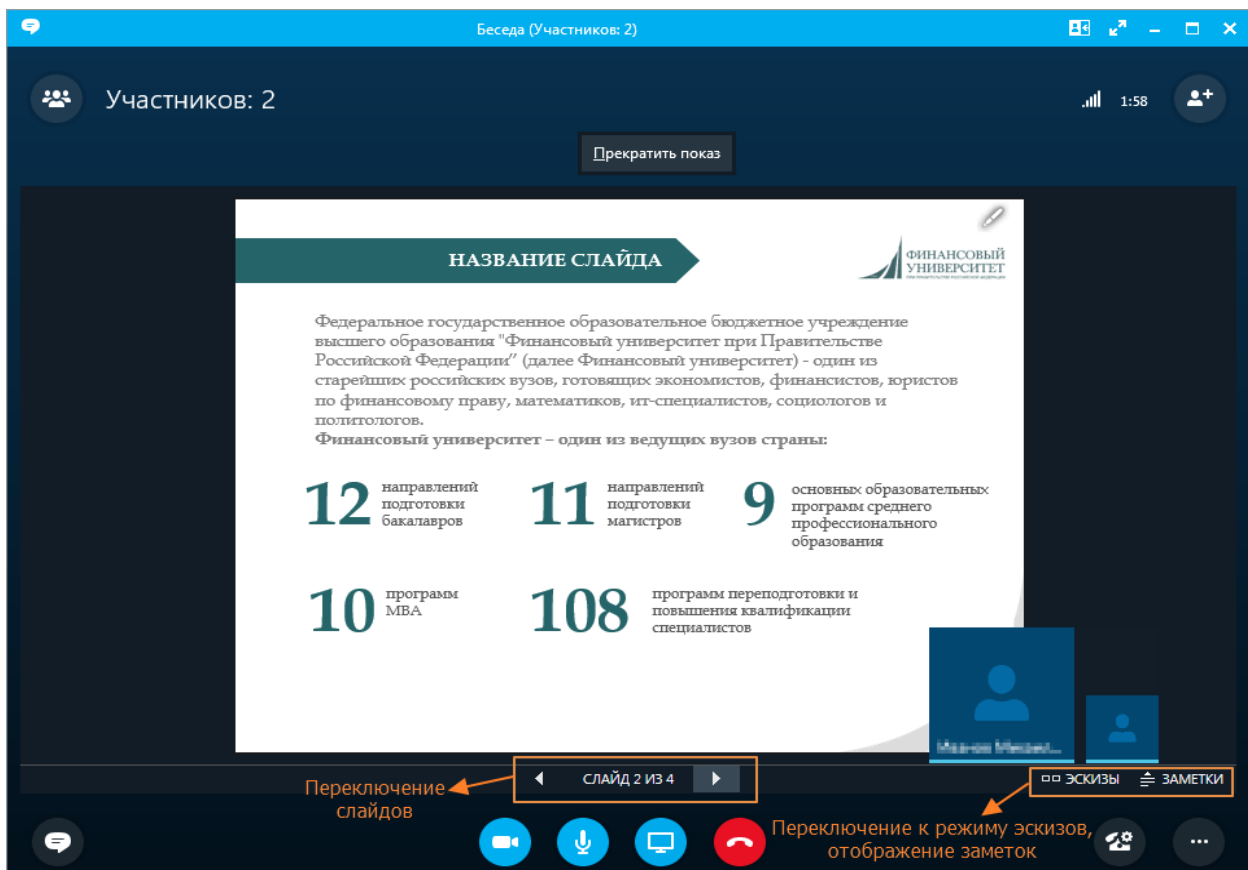 Беседа (Участников: 2)
Участников: 2
1:58
Прекратить показ
НАЗВАНИЕ СЛАЙДА
ФИНАНСОВЫЙ
УНИВЕРСИТЕТ
Федеральное государственное образовательное бюджетное учреждение
высшего образования "Финансовый университет при Правительстве
Российской Федерации" (далее Финансовый университет) - один из
старейших российских вузов, готовящих экономистов, финансистов, юристов
по финансовому праву, математиков, ит-специалистов, социологов и
политологов.
Финансовый университет – один из ведущих вузов страны:
12 направлений
подготовки
бакалавров
11 направлений
подготовки
магистров
9 основных образовательных
программ среднего
профессионального
образования
10 программ
МВА
108 программ переподготовки и
повышения квалификации
специалистов
СЛАЙД 2 ИЗ 4
ЭСКИЗЫ
ЗАМЕТКИ
Переключение
слайдов
Переключение к режиму эскизов,
отображение заметок